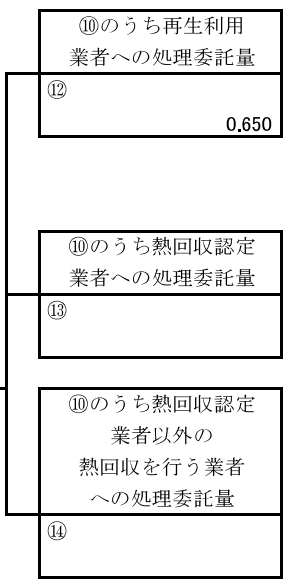 ⑩のうち再生利用
業者への処理委託量
⑫
0.650
⑩のうち熱回収認定
業者への処理委託量
⑬
⑩のうち熱回収認定
業者以外の
熱回収を行う業者
への処理委託量
⑭